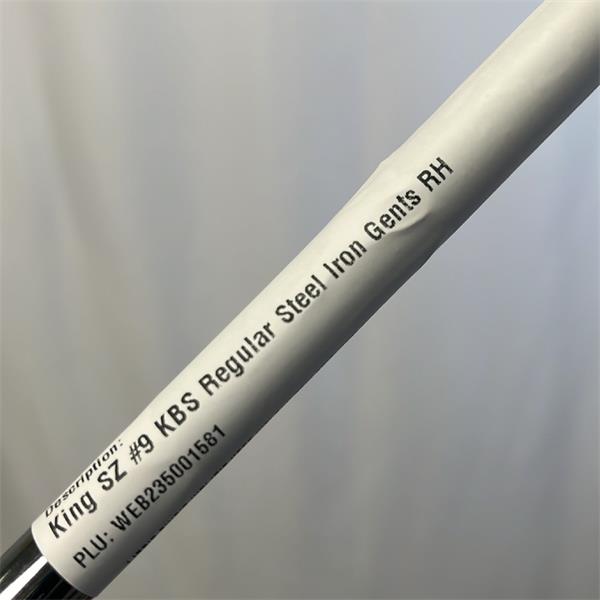 Description:
King SZ #9 KBS Regular Steel Iron Gents RH
PLU: WEB235001581